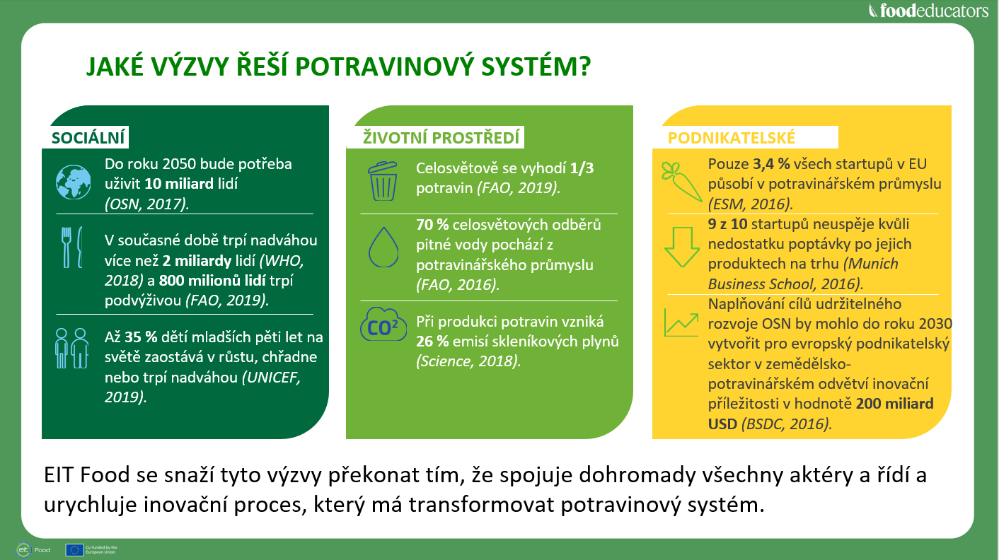 foodeducators
JAKÉ VÝZVY ŘEŠÍ POTRAVINOVÝ SYSTÉM?
SOCIÁLNÍ
Do roku 2050 bude potřeba
uživit 10 miliard lidí
(OSN, 2017).
V současné době trpí nadváhou
více než 2 miliardy lidí (WHO,
2018) a 800 milionů lidí trpí
podvýživou (FAO, 2019).
Až 35 % dětí mladších pěti let na
světě zaostává v růstu, chřadne
nebo trpí nadváhou (UNICEF,
2019).
ŽIVOTNÍ PROSTŘEDÍ
Celosvětově se vyhodí 1/3
potravin (FAO, 2019).
70 % celosvětových odběrů
pitné vody pochází z
potravinářského průmyslu
(FAO, 2016).
CO²
Při produkci potravin vzniká
26 % emisí skleníkových plynů
(Science, 2018).
PODNIKATELSKÉ
Pouze 3,4 % všech startupů v EU
působí v potravinářském průmyslu
(ESM, 2016).
9 z 10 startupů neuspěje kvůli
nedostatku poptávky po jejich
produktech na trhu (Munich
Business School, 2016).
Naplňování cílů udržitelného
rozvoje OSN by mohlo do roku 2030
vytvořit pro evropský podnikatelský
sektor v zemědělsko-
potravinářském odvětví inovační
příležitosti v hodnotě 200 miliard
USD (BSDC, 2016).
EIT Food se snaží tyto výzvy překonat tím, že spojuje dohromady všechny aktéry a řídí a
urychluje inovační proces, který má transformovat potravinový systém.
eit Food
Co-funded by the
European Union